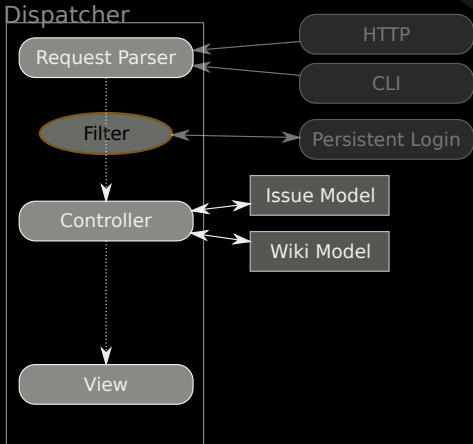 Dispatcher
Request Parser
HTTP
CLI
Filter
Persistent Login
Controller
Issue Model
Wiki Model
View